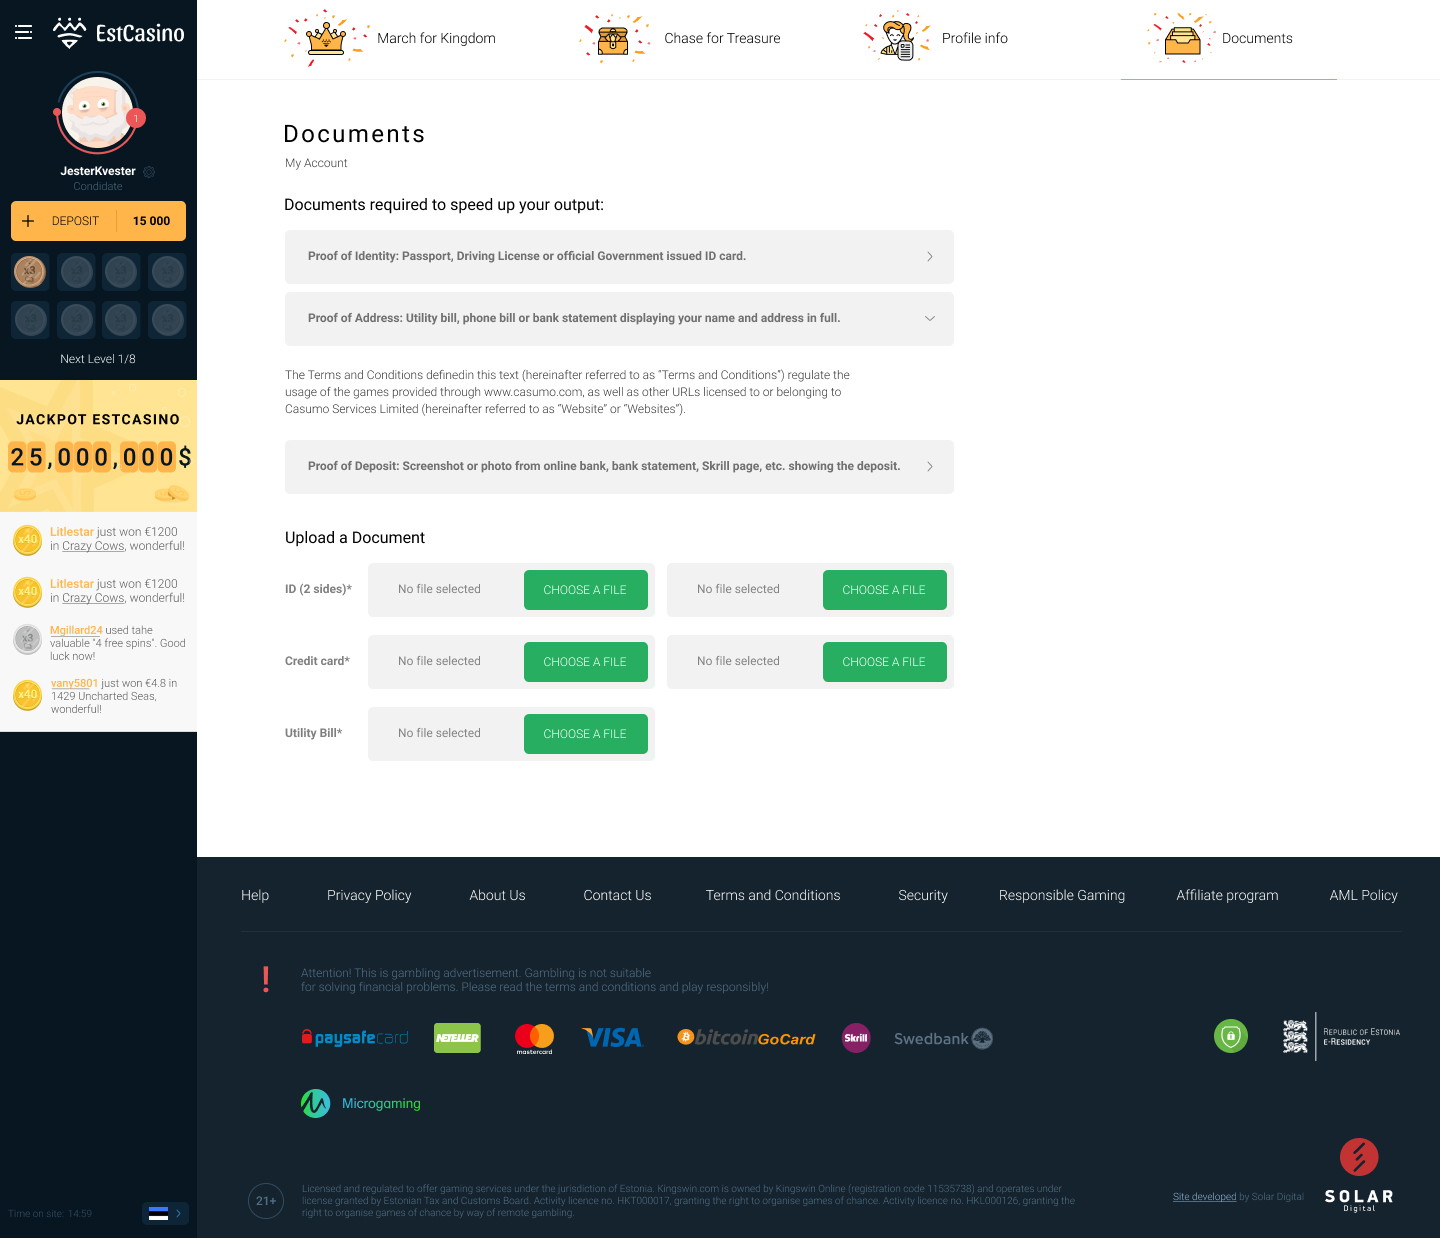 EstCasino
1
JesterKvester
Condidate
DEPOSIT 15 000
x3 x3 x3 x3
x3 x3 x3 x3
Next Level 1/8
JACKPOT ESTCASINO
25,000,000$
x40
Litlestar just won €1200
in Crazy Cows, wonderful!
x40
Litlestar just won €1200
in Crazy Cows, wonderful!
x3
Mgillard24 used tahe
valuable "4 free spins". Good
luck now!
x40
vany5801 just won €4.8 in
1429 Uncharted Seas,
wonderful!
Time on site: 14:59
March for Kingdom
Chase for Treasure
Profile info
Documents
Documents
My Account
Documents required to speed up your output:
Proof of Identity: Passport, Driving License or official Government issued ID card.
Proof of Address: Utility bill, phone bill or bank statement displaying your name and address in full.
The Terms and Conditions definedin this text (hereinafter referred to as “Terms and Conditions”) regulate the
usage of the games provided through www.casumo.com, as well as other URLs licensed to or belonging to
Casumo Services Limited (hereinafter referred to as “Website” or “Websites”).
Proof of Deposit: Screenshot or photo from online bank, bank statement, Skrill page, etc. showing the deposit.
Upload a Document
ID (2 sides)* No file selected CHOOSE A FILE No file selected CHOOSE A FILE
Credit card* No file selected CHOOSE A FILE No file selected CHOOSE A FILE
Utility Bill* No file selected CHOOSE A FILE
Help Privacy Policy About Us Contact Us Terms and Conditions Security Responsible Gaming Affiliate program AML Policy
! Attention! This is gambling advertisement. Gambling is not suitable
for solving financial problems. Please read the terms and conditions and play responsibly!
paysafecard NETELLER mastercard VISA bitcoin GoCard Skrill Swedbank
REPUBLIC OF ESTONIA
E-RESIDENCY
Microgaming
21+
Licensed and regulated to offer gaming services under the jurisdiction of Estonia. Kingswin.com is owned by Kingswin Online (registration code 11535738) and operates under
license granted by Estonian Tax and Customs Board. Activity licence no. HKT000017, granting the right to organise games of chance. Activity licence no. HKL000126, granting the
right to organise games of chance by way of remote gambling.
Site developed by Solar Digital
SOLAR
Digital